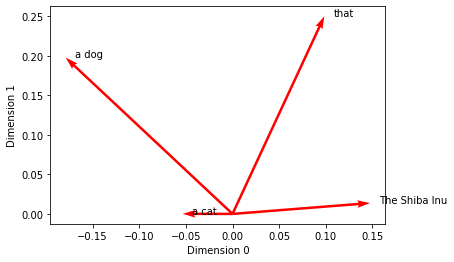 that
a dog
The Shiba Inu
a cat
Dimension 1
0.25
0.20
0.15
0.10
0.05
0.00
−0.15
−0.10
−0.05
0.00
0.05
0.10
0.15
Dimension 0